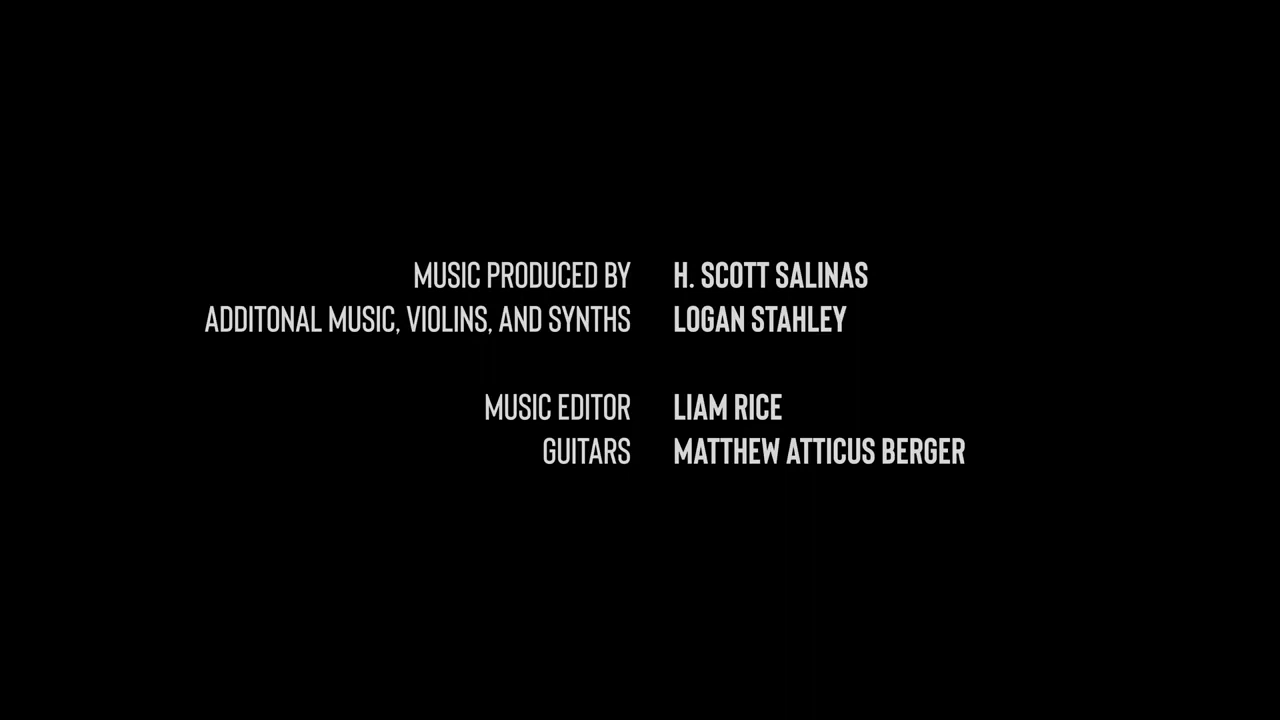 MUSIC PRODUCED BY H. SCOTT SALINAS
ADDITONAL MUSIC, VIOLINS, AND SYNTHS LOGAN STAHLEY
MUSIC EDITOR LIAM RICE
GUITARS MATTHEW ATTICUS BERGER